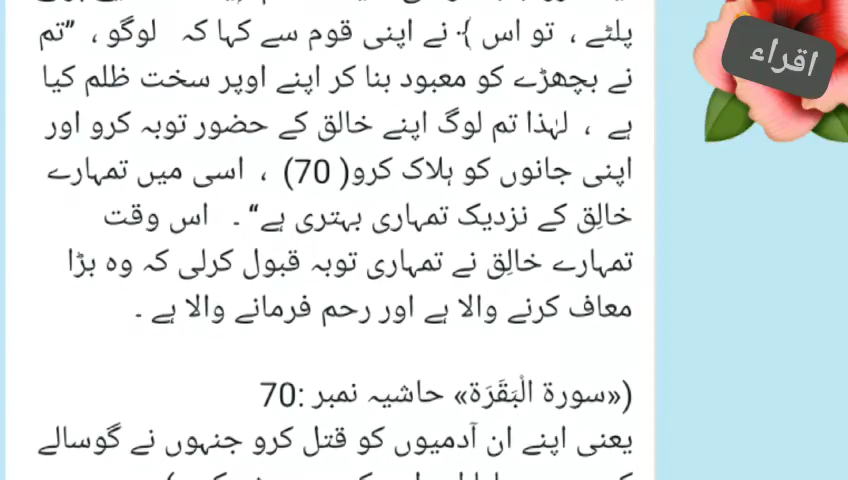 پلٹے ، تو اس } نے اپنی قوم سے کہا کہ لوگو ، ”تم
نے بچھڑے کو معبود بنا کر اپنے اوپر سخت ظلم کیا
ہے ، لہٰذا تم لوگ اپنے خالق کے حضور توبہ کرو اور
اپنی جانوں کو ہلاک کرو( 70) ، اسی میں تمہارے
خالِق کے نزدیک تمہاری بہتری ہے“ ۔ اس وقت
تمہارے خالِق نے تمہاری توبہ قبول کرلی کہ وہ بڑا
معاف کرنے والا ہے اور رحم فرمانے والا ہے ۔
(«سورة الْبَقَرَة» حاشیہ نمبر :70
یعنی اپنے ان آدمیوں کو قتل کرو جنہوں نے گوسالے
اقراء